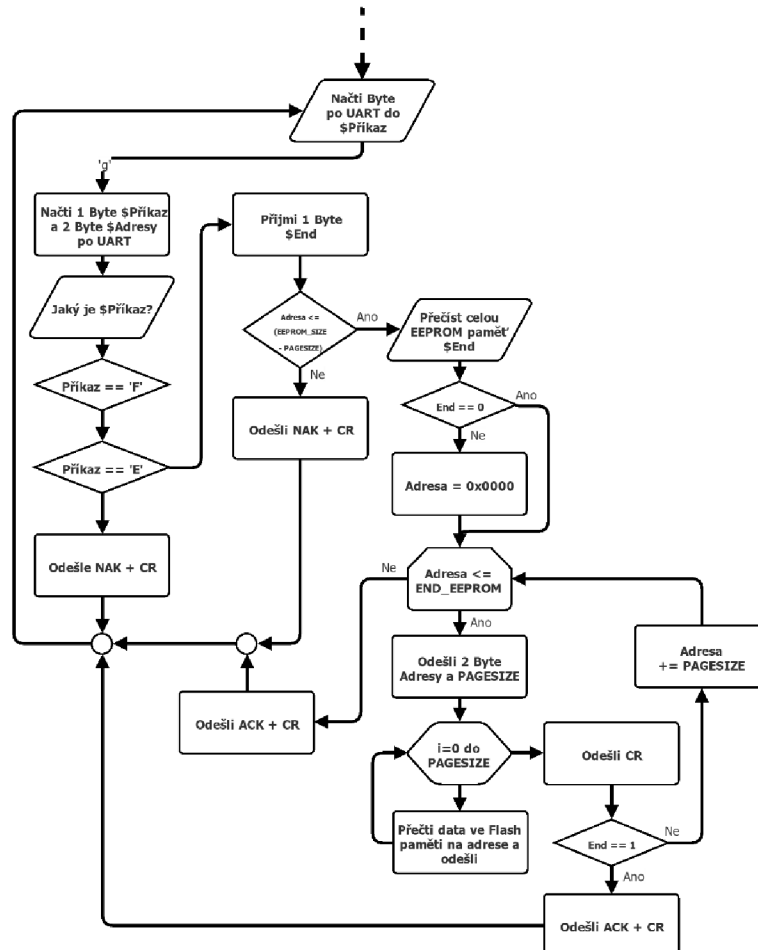 Načti Byte
po UART do
$Příkaz
'g'
Načti 1 Byte $Příkaz
a 2 Byte $Adresy
po UART
Přijmi 1 Byte
$End
Jaký je $Příkaz?
Adresa <=
(EEPROM_SIZE
- PAGESIZE)
Ano
Přečíst celou
EEPROM paměť
$End
Ne
Příkaz == 'F'
End == 0
Ano
Odešli NAK + CR
Ne
Příkaz == 'E'
Adresa = 0x0000
Odešle NAK + CR
Ne
Adresa <=
END_EEPROM
Ano
Odešli 2 Byte
Adresy a PAGESIZE
Adresa
+= PAGESIZE
Odešli ACK + CR
i=0 do
PAGESIZE
Odešli CR
Přečti data ve Flash
paměti na adrese a
odešli
End == 1
Ne
Ano
Odešli ACK + CR